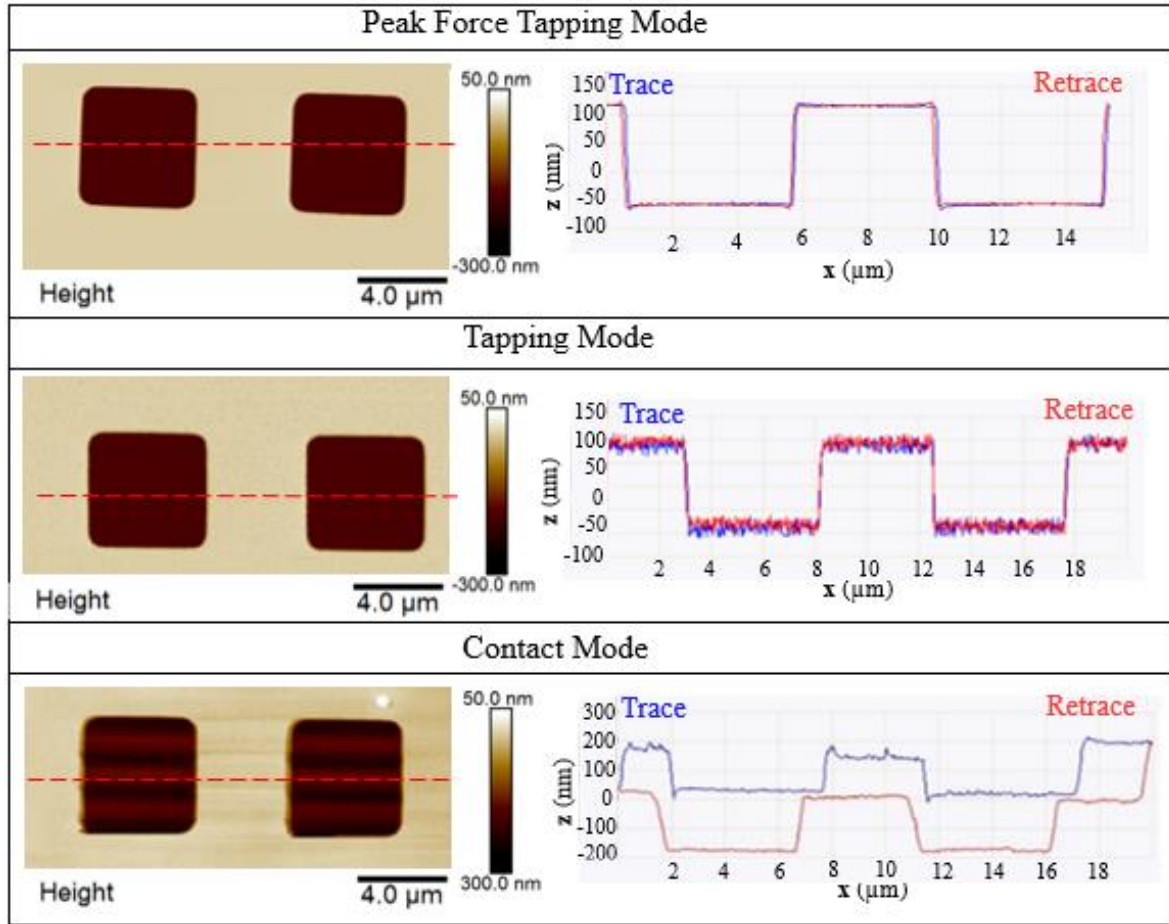 Peak Force Tapping Mode
50.0 nm
-300.0 nm
Height
4.0 µm
Trace
Retrace
z (nm)
150
100
50
0
-50
-100
2 4 6 8 10 12 14
x (µm)
Tapping Mode
50.0 nm
-300.0 nm
Height
4.0 µm
Trace
Retrace
z (nm)
150
100
50
0
-50
-100
2 4 6 8 10 12 14 16 18
x (µm)
Contact Mode
50.0 nm
300.0 nm
Height
4.0 µm
Trace
Retrace
z (nm)
300
200
100
0
-100
-200
2 4 6 8 10 12 14 16 18
x (µm)